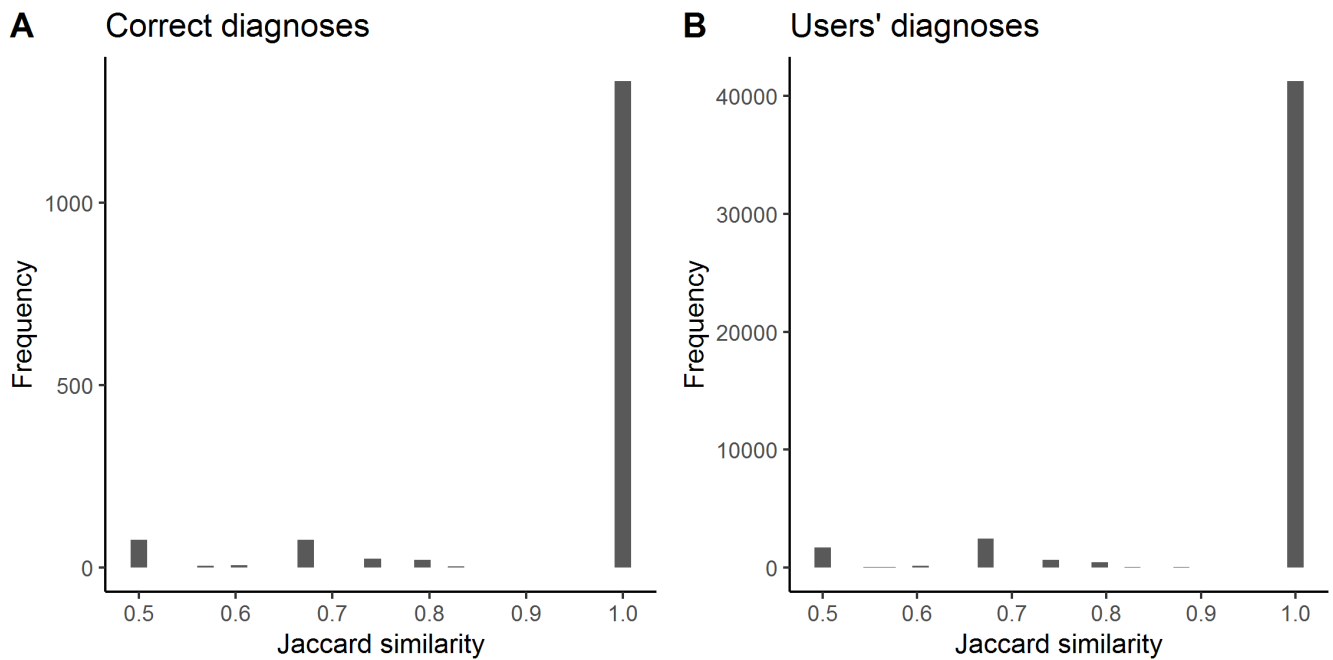 A Correct diagnoses
Frequency
1000
500
0
0.5 0.6 0.7 0.8 0.9 1.0
Jaccard similarity
B Users' diagnoses
Frequency
40000
30000
20000
10000
0
0.5 0.6 0.7 0.8 0.9 1.0
Jaccard similarity